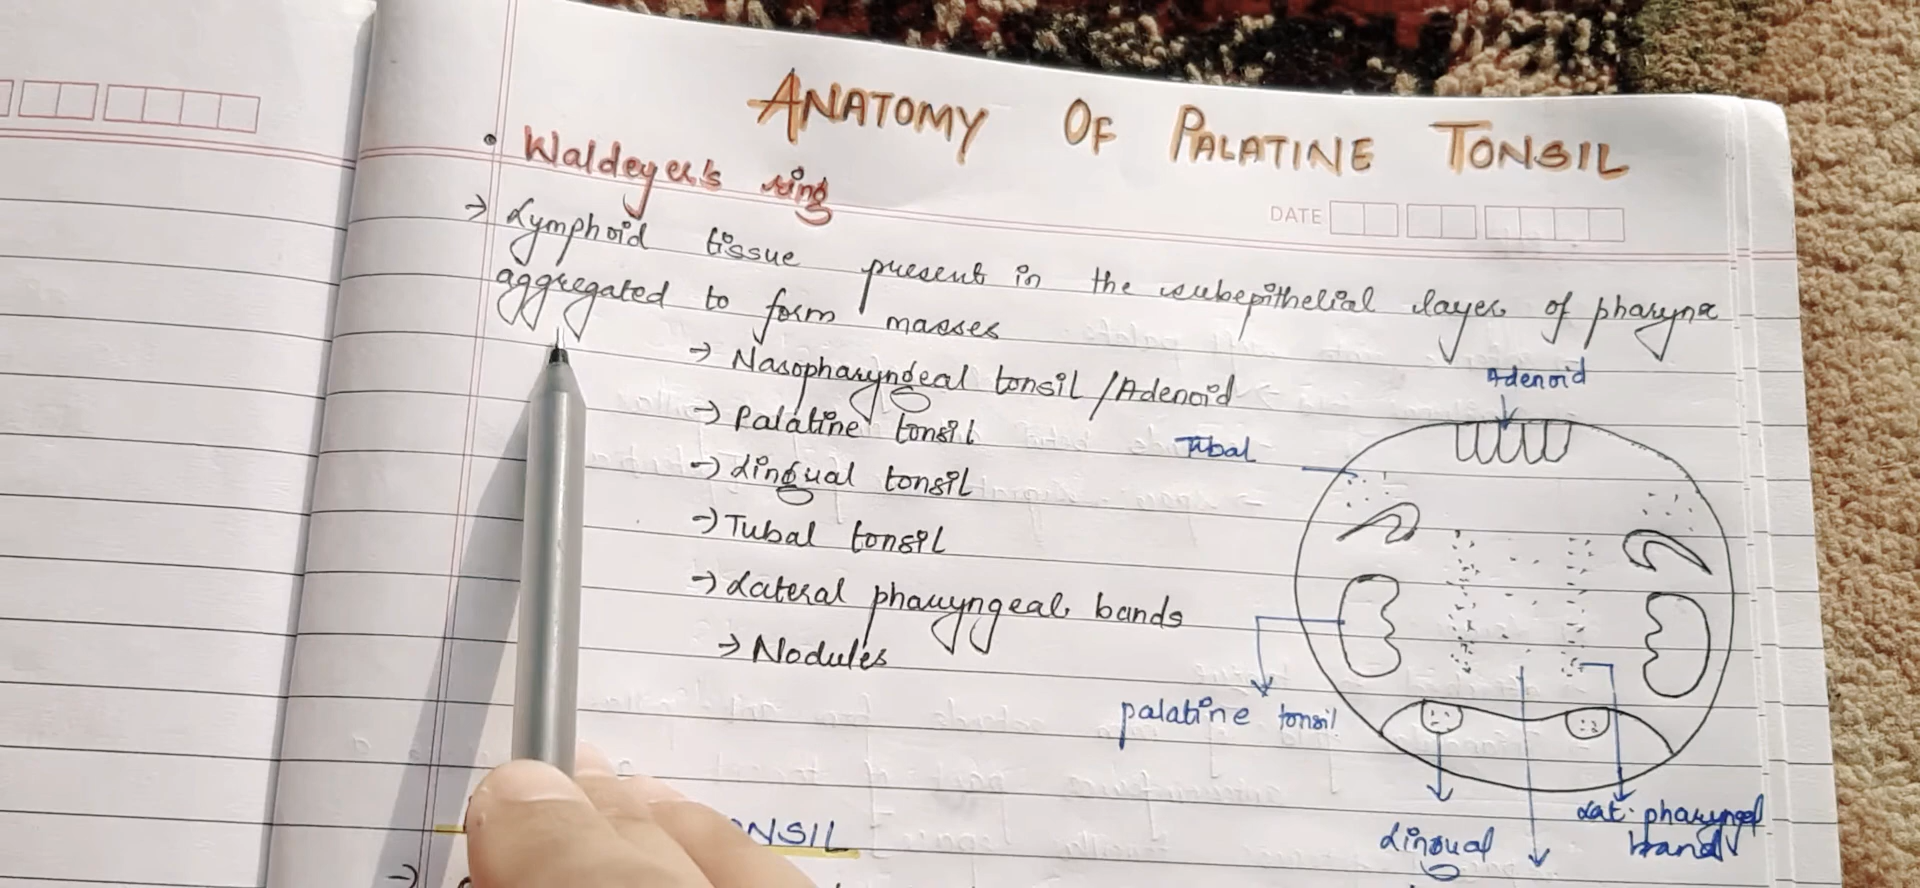 ANATOMY OF PALATINE TONSIL
• Waldeyer's ring
DATE
→ Lymphoid tissue present in the subepithelial layer of pharynx
aggregated to form masses
→ Nasopharyngeal tonsil / Adenoid
→ Palatine tonsil
→ Lingual tonsil
→ Tubal tonsil
→ Lateral pharyngeal bands
→ Nodules
Adenoid
Tubal
palatine tonsil
Lat. pharyngeal
band
Lingual